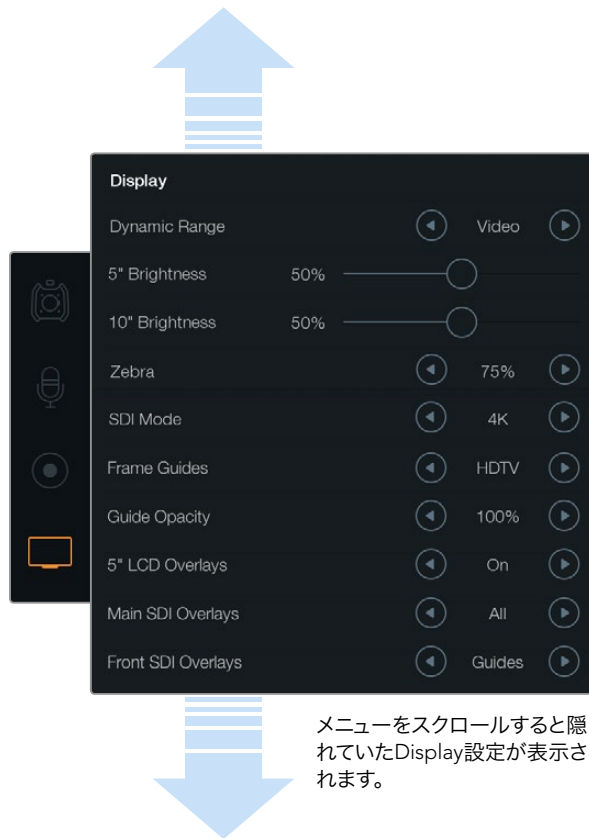 Display
Dynamic Range Video
5" Brightness 50%
10" Brightness 50%
Zebra 75%
SDI Mode 4K
Frame Guides HDTV
Guide Opacity 100%
5" LCD Overlays On
Main SDI Overlays All
Front SDI Overlays Guides
メニューをスクロールすると隠
れていたDisplay設定が表示さ
れます。